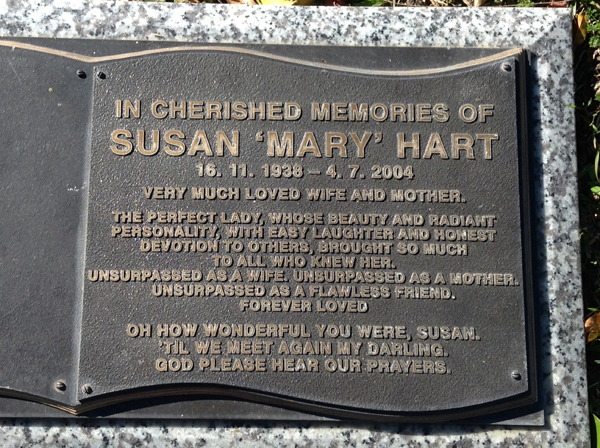 IN CHERISHED MEMORIES OF
SUSAN 'MARY' HART
16. 11. 1938 – 4. 7. 2004
VERY MUCH LOVED WIFE AND MOTHER.
THE PERFECT LADY, WHOSE BEAUTY AND RADIANT
PERSONALITY, WITH EASY LAUGHTER AND HONEST
DEVOTION TO OTHERS, BROUGHT SO MUCH
TO ALL WHO KNEW HER.
UNSURPASSED AS A WIFE. UNSURPASSED AS A MOTHER.
UNSURPASSED AS A FLAWLESS FRIEND.
FOREVER LOVED
OH HOW WONDERFUL YOU WERE, SUSAN.
'TIL WE MEET AGAIN MY DARLING.
GOD PLEASE HEAR OUR PRAYERS.